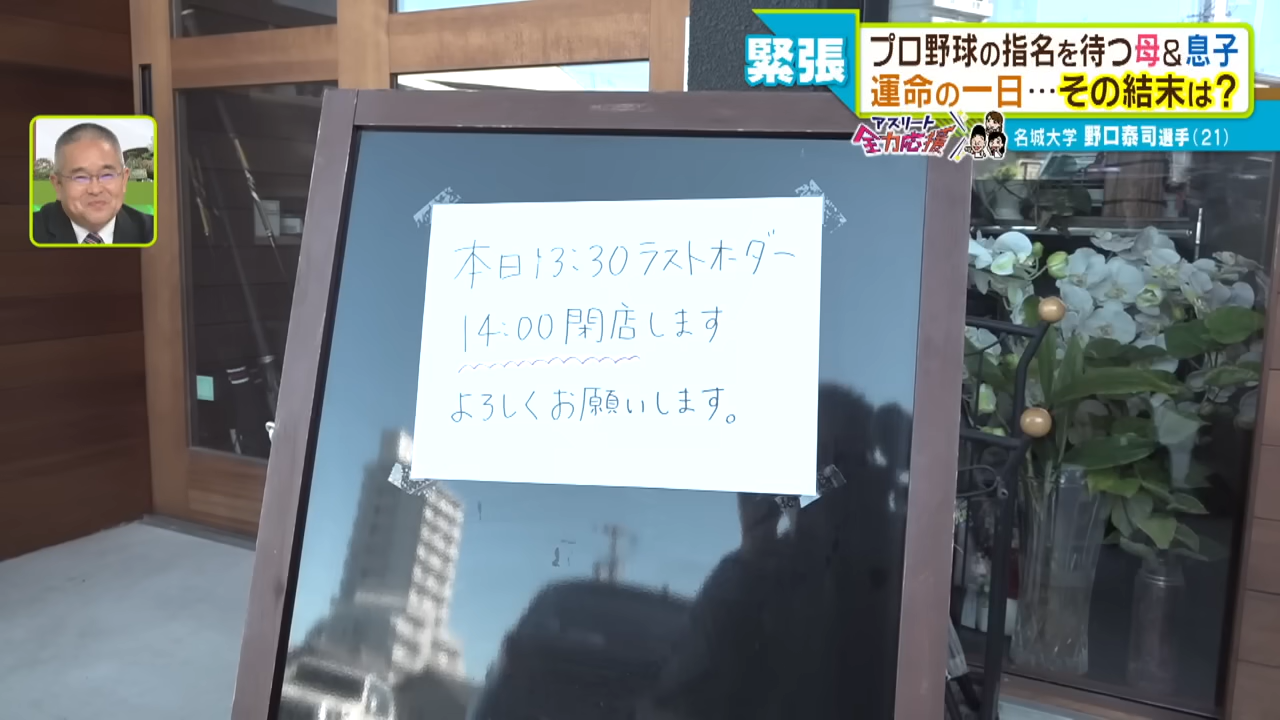 緊張
プロ野球の指名を待つ母&息子
運命の一日…その結末は?
アスリート
全力応援
名城大学 野口泰司選手(21)
本日13:30ラストオーダー
14:00閉店します
よろしくお願いします。